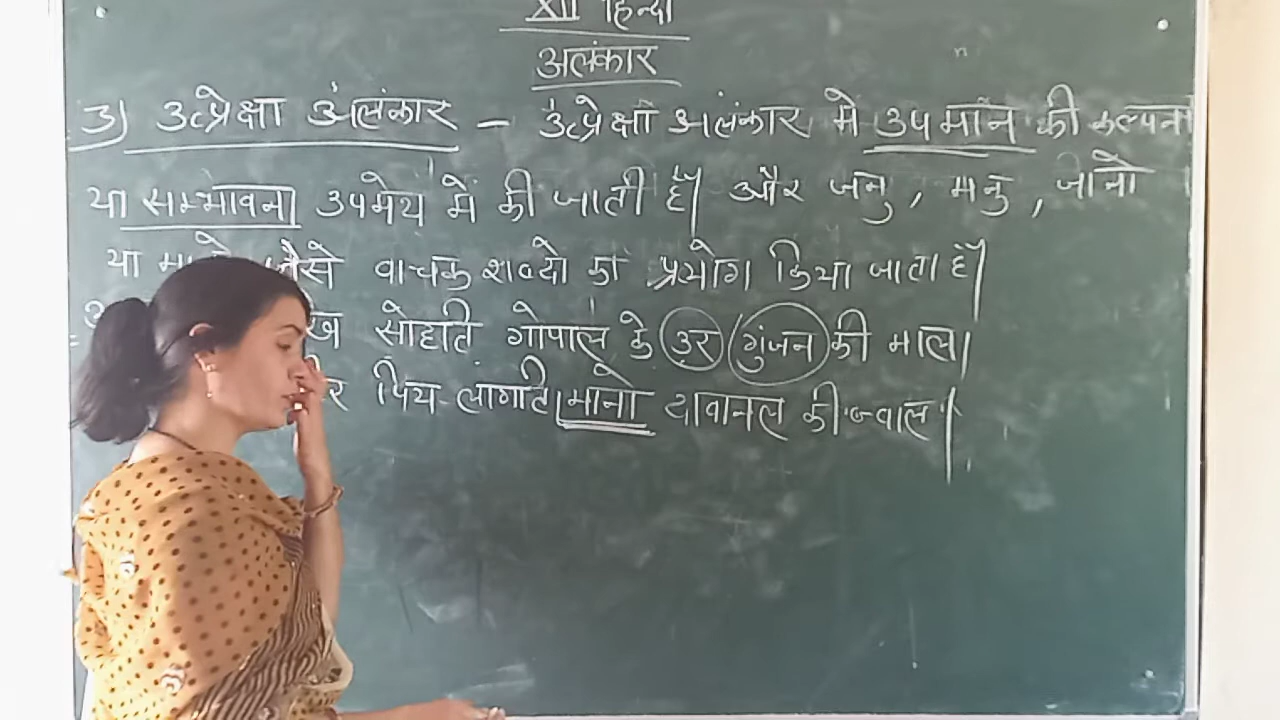 XII हिन्दी
अलंकार
3) उत्प्रेक्षा अलंकार - उत्प्रेक्षा अलंकार मे उपमान की कल्पना
या सम्भावना उपमेय में की जाती है। और जनु, मनु, जानो
या जैसे वाचक शब्दो का प्रयोग किया जाता है।
सोहति गोपाल के उर गुंजन की माल।
पिय लागति मानो दावानल की ज्वाल।